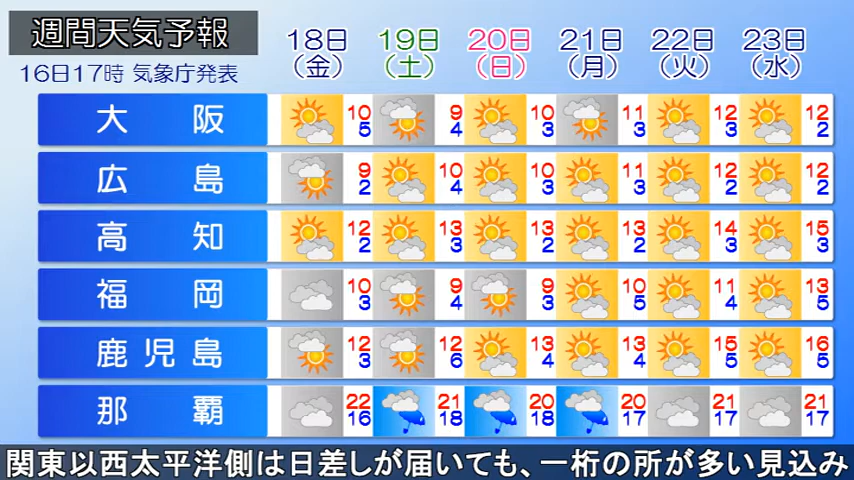 週間天気予報
16日17時 気象庁発表
18日 19日 20日 21日 22日 23日
(金) (土) (日) (月) (火) (水)
大阪 10 5 9 4 10 3 11 3 12 3 12 2
広島 9 2 10 4 10 3 11 3 12 2 12 2
高知 12 2 13 3 13 2 13 2 14 3 15 3
福岡 10 3 9 4 9 3 10 5 11 4 13 5
鹿児島 12 3 12 6 13 4 13 4 15 5 16 5
那覇 22 16 21 18 20 18 20 17 21 17 21 17
関東以西太平洋側は日差しが届いても、一桁の所が多い見込み